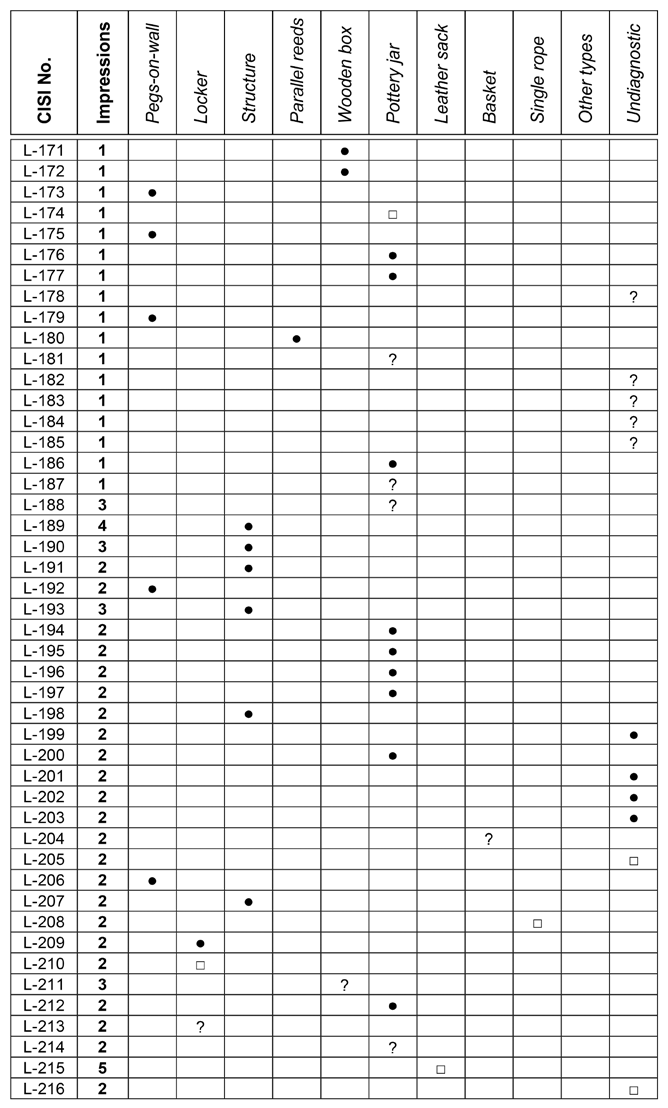 CISI No. Impressions Pegs-on-wall Locker Structure Parallel reeds Wooden box Pottery jar Leather sack Basket Single rope Other types Undiagnostic
L-171 1 ●
L-172 1 ●
L-173 1 ●
L-174 1 □
L-175 1 ●
L-176 1 ●
L-177 1 ●
L-178 1 ?
L-179 1 ●
L-180 1 ●
L-181 1 ?
L-182 1 ?
L-183 1 ?
L-184 1 ?
L-185 1 ?
L-186 1 ●
L-187 1 ?
L-188 3 ?
L-189 4 ●
L-190 3 ●
L-191 2 ●
L-192 2 ●
L-193 3 ●
L-194 2 ●
L-195 2 ●
L-196 2 ●
L-197 2 ●
L-198 2 ●
L-199 2 ●
L-200 2 ●
L-201 2 ●
L-202 2 ●
L-203 2 ●
L-204 2 ?
L-205 2 □
L-206 2 ●
L-207 2 ●
L-208 2 □
L-209 2 ●
L-210 2 □
L-211 3 ?
L-212 2 ●
L-213 2 ?
L-214 2 ?
L-215 5 □
L-216 2 □